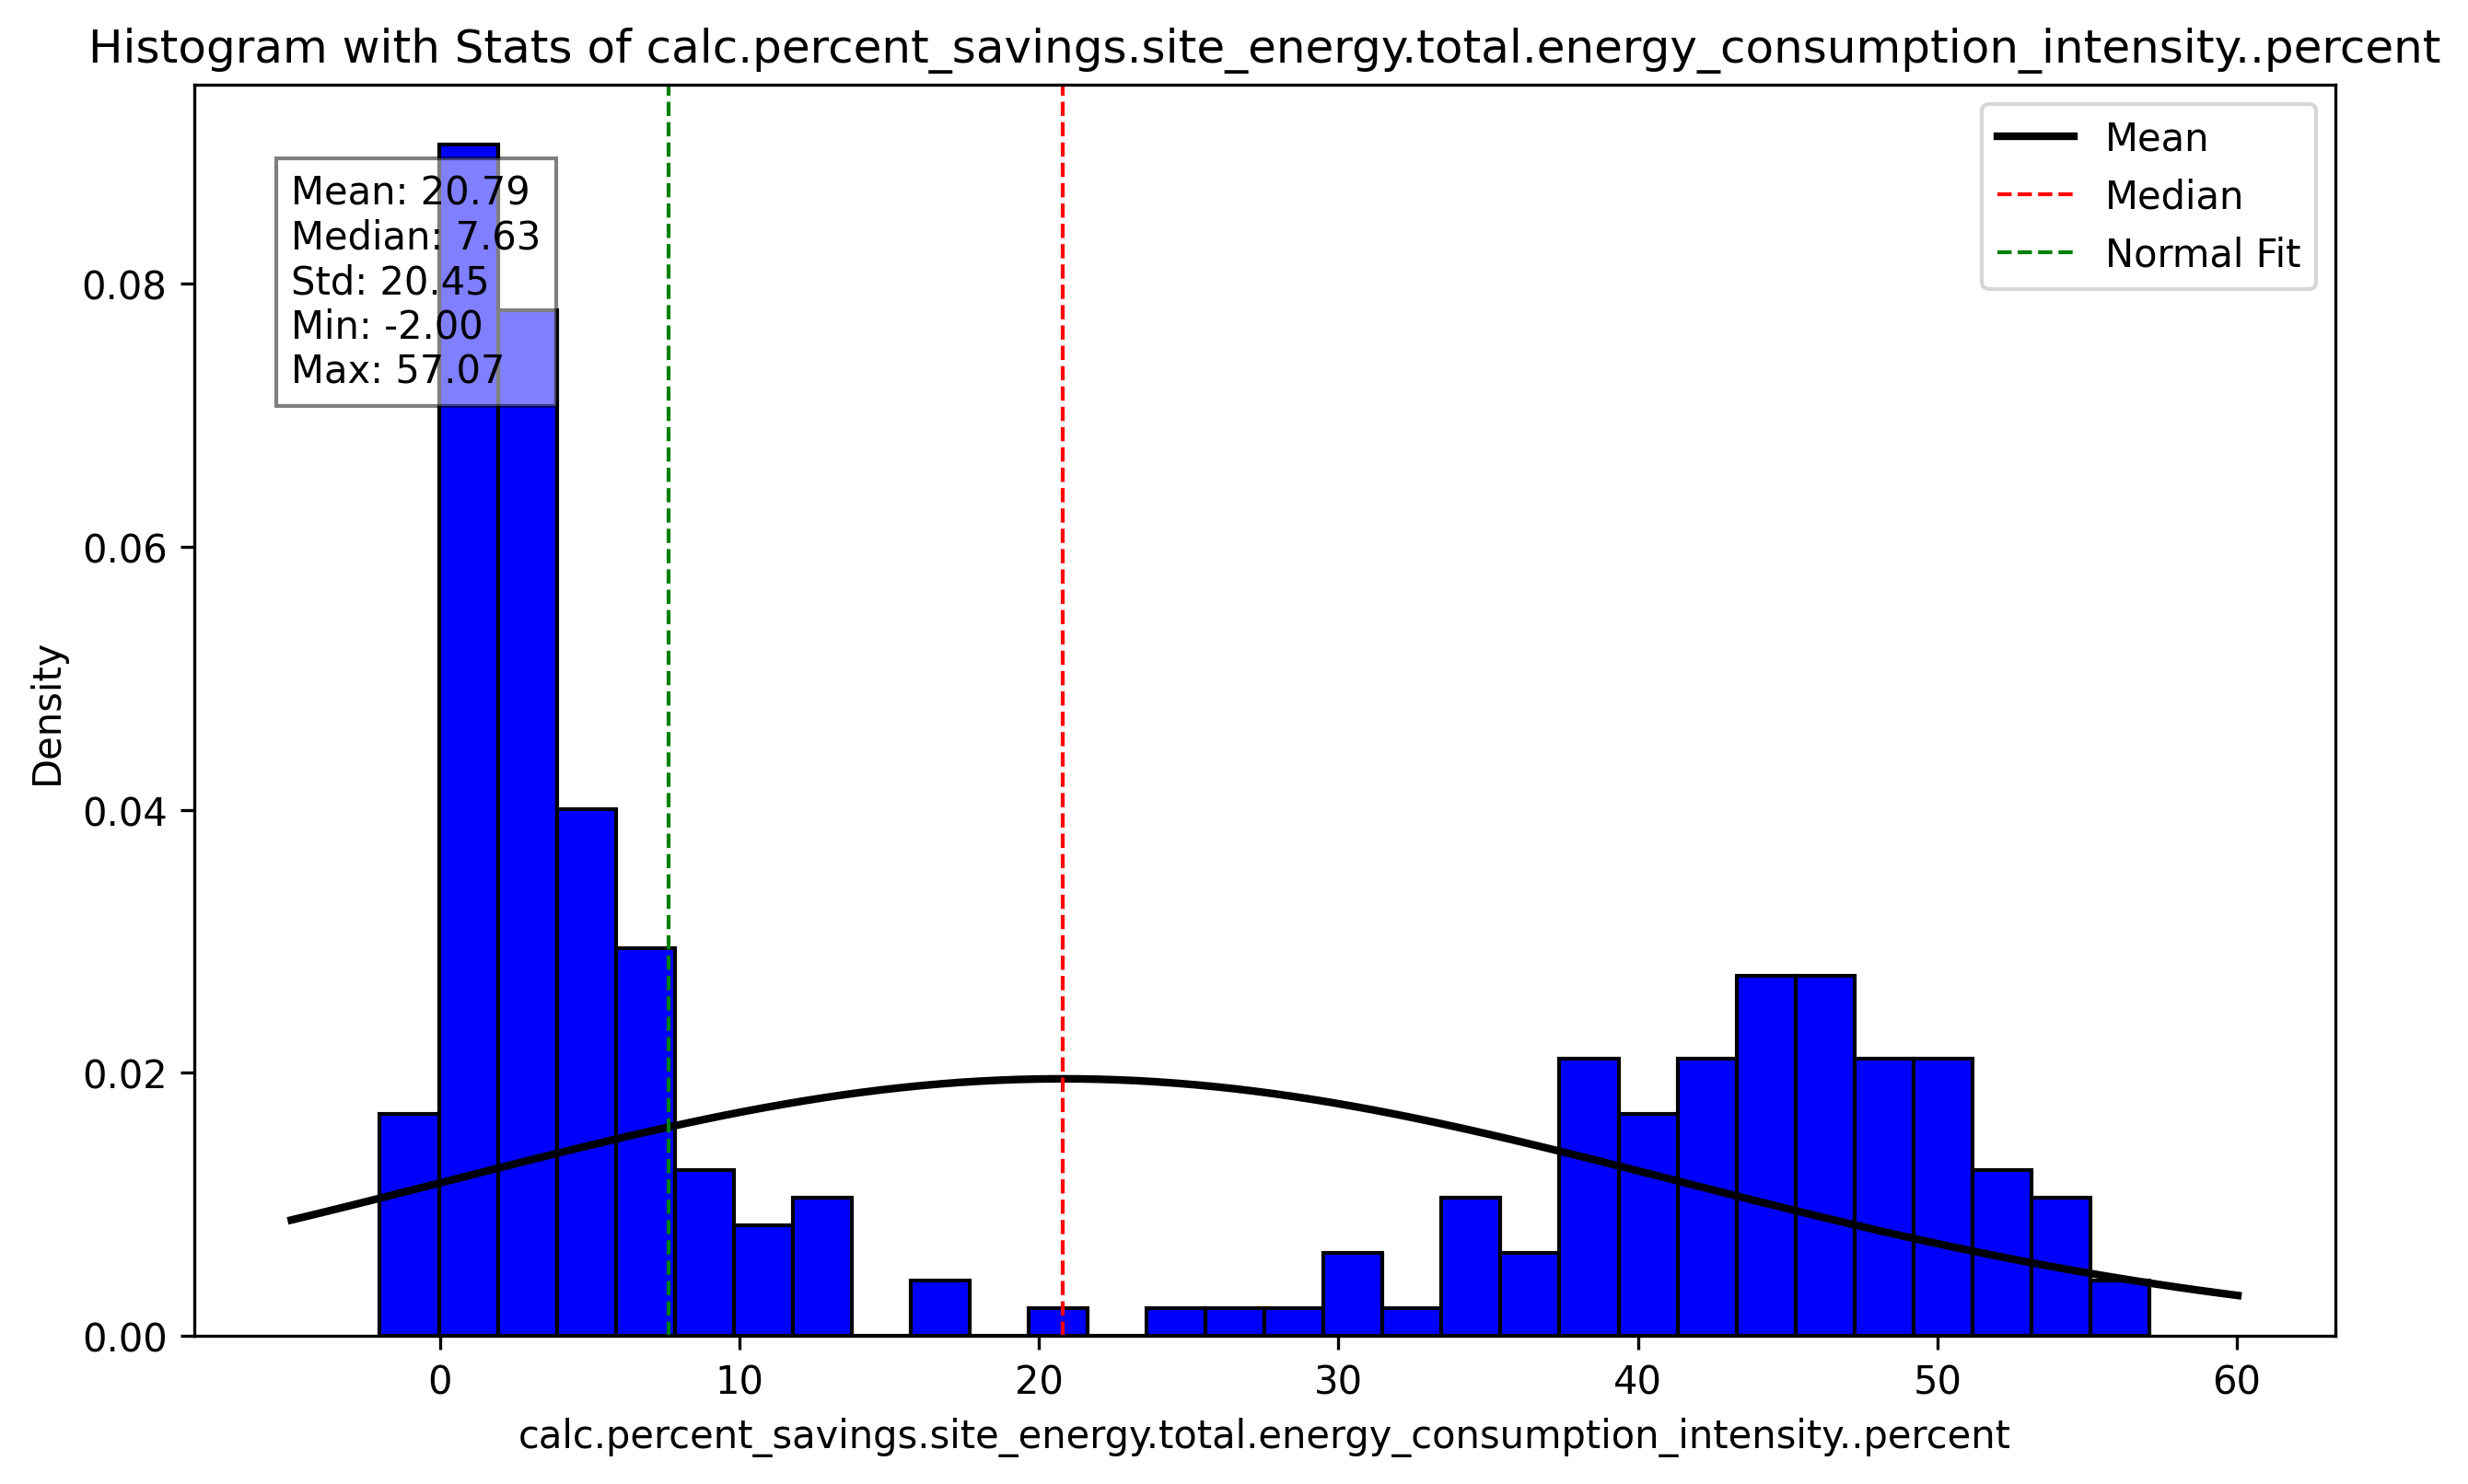 Histogram with Stats of calc.percent_savings.site_energy.total.energy_consumption_intensity..percent
Mean: 20.79
Median: 7.63
Std: 20.45
Min: -2.00
Max: 57.07
Mean
Median
Normal Fit
Density
0.08
0.06
0.04
0.02
0.00
0 10 20 30 40 50 60
calc.percent_savings.site_energy.total.energy_consumption_intensity..percent